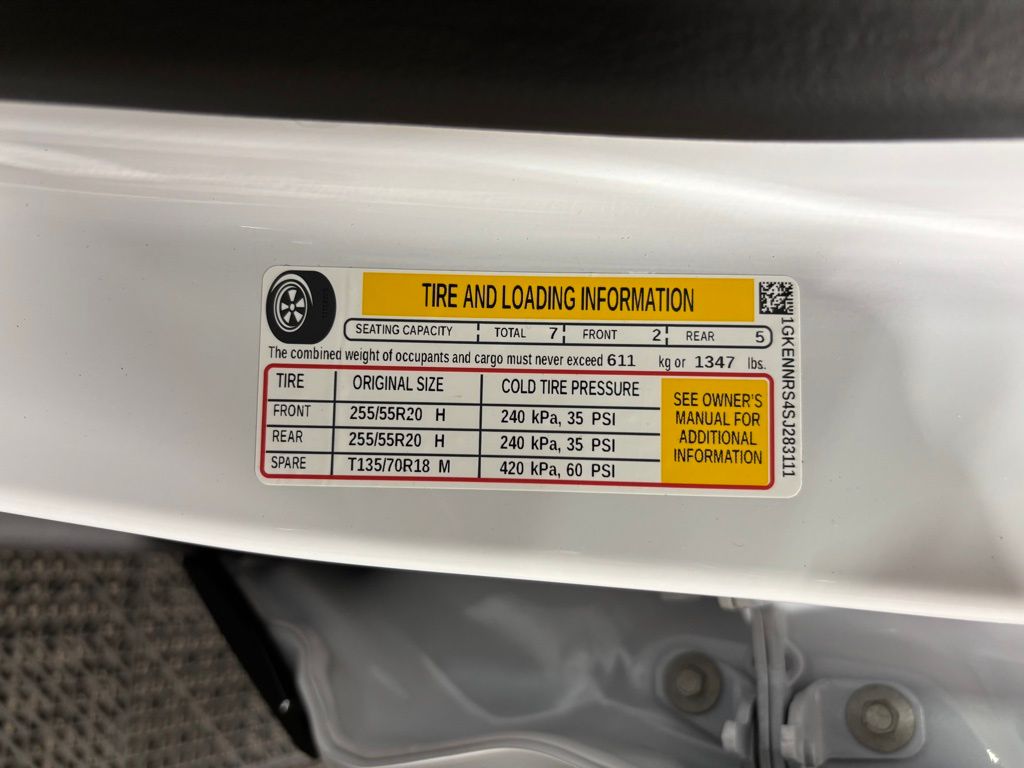 TIRE AND LOADING INFORMATION
SEATING CAPACITY TOTAL 7 FRONT 2 REAR 5
The combined weight of occupants and cargo must never exceed 611 kg or 1347 lbs.
TIRE ORIGINAL SIZE COLD TIRE PRESSURE
FRONT 255/55R20 H 240 kPa, 35 PSI
REAR 255/55R20 H 240 kPa, 35 PSI
SPARE T135/70R18 M 420 kPa, 60 PSI
SEE OWNER'S
MANUAL FOR
ADDITIONAL
INFORMATION
1GKENNRS4SJ283111